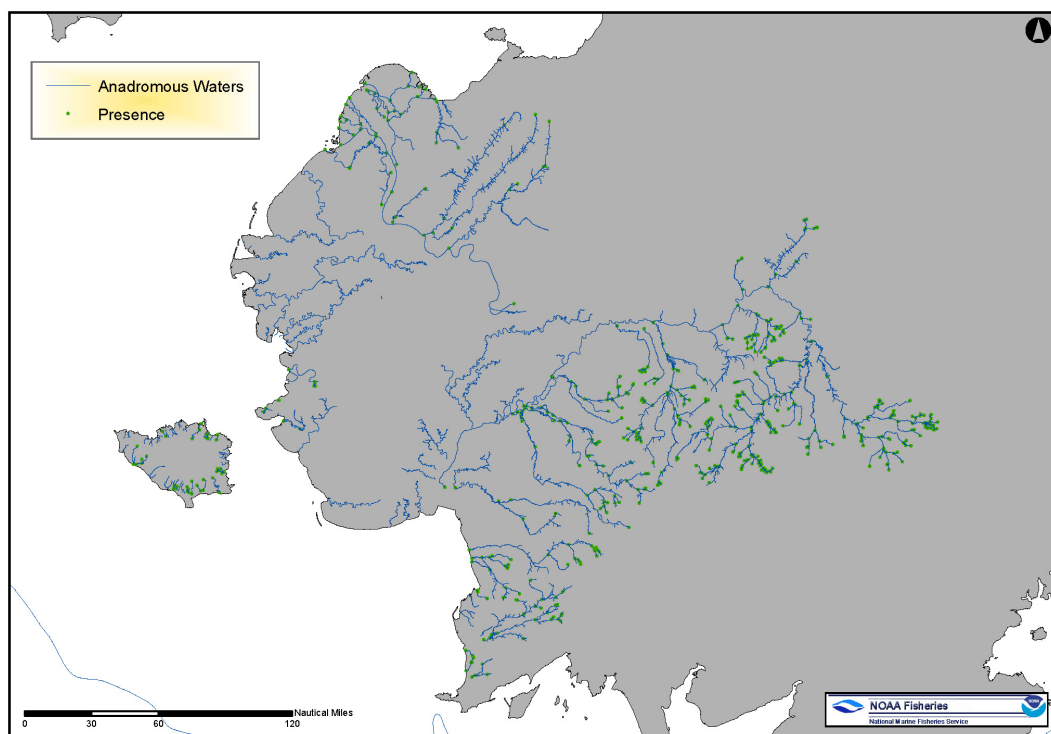 Anadromous Waters
Presence
Nautical Miles
0 30 60 120
NOAA Fisheries
National Marine Fisheries Service